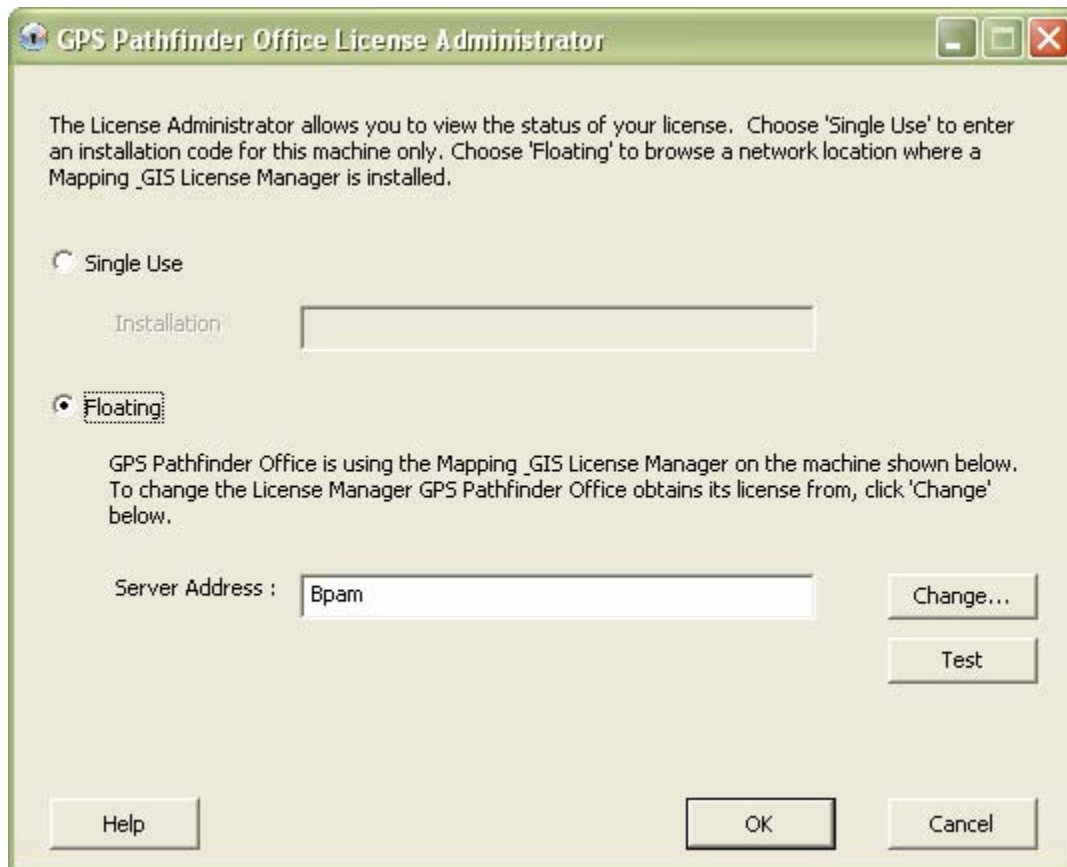 GPS Pathfinder Office License Administrator
The License Administrator allows you to view the status of your license. Choose 'Single Use' to enter
an installation code for this machine only. Choose 'Floating' to browse a network location where a
Mapping _GIS License Manager is installed.
Single Use
Installation
Floating
GPS Pathfinder Office is using the Mapping _GIS License Manager on the machine shown below.
To change the License Manager GPS Pathfinder Office obtains its license from, click 'Change'
below.
Server Address : Bpam Change...
Test
Help OK Cancel